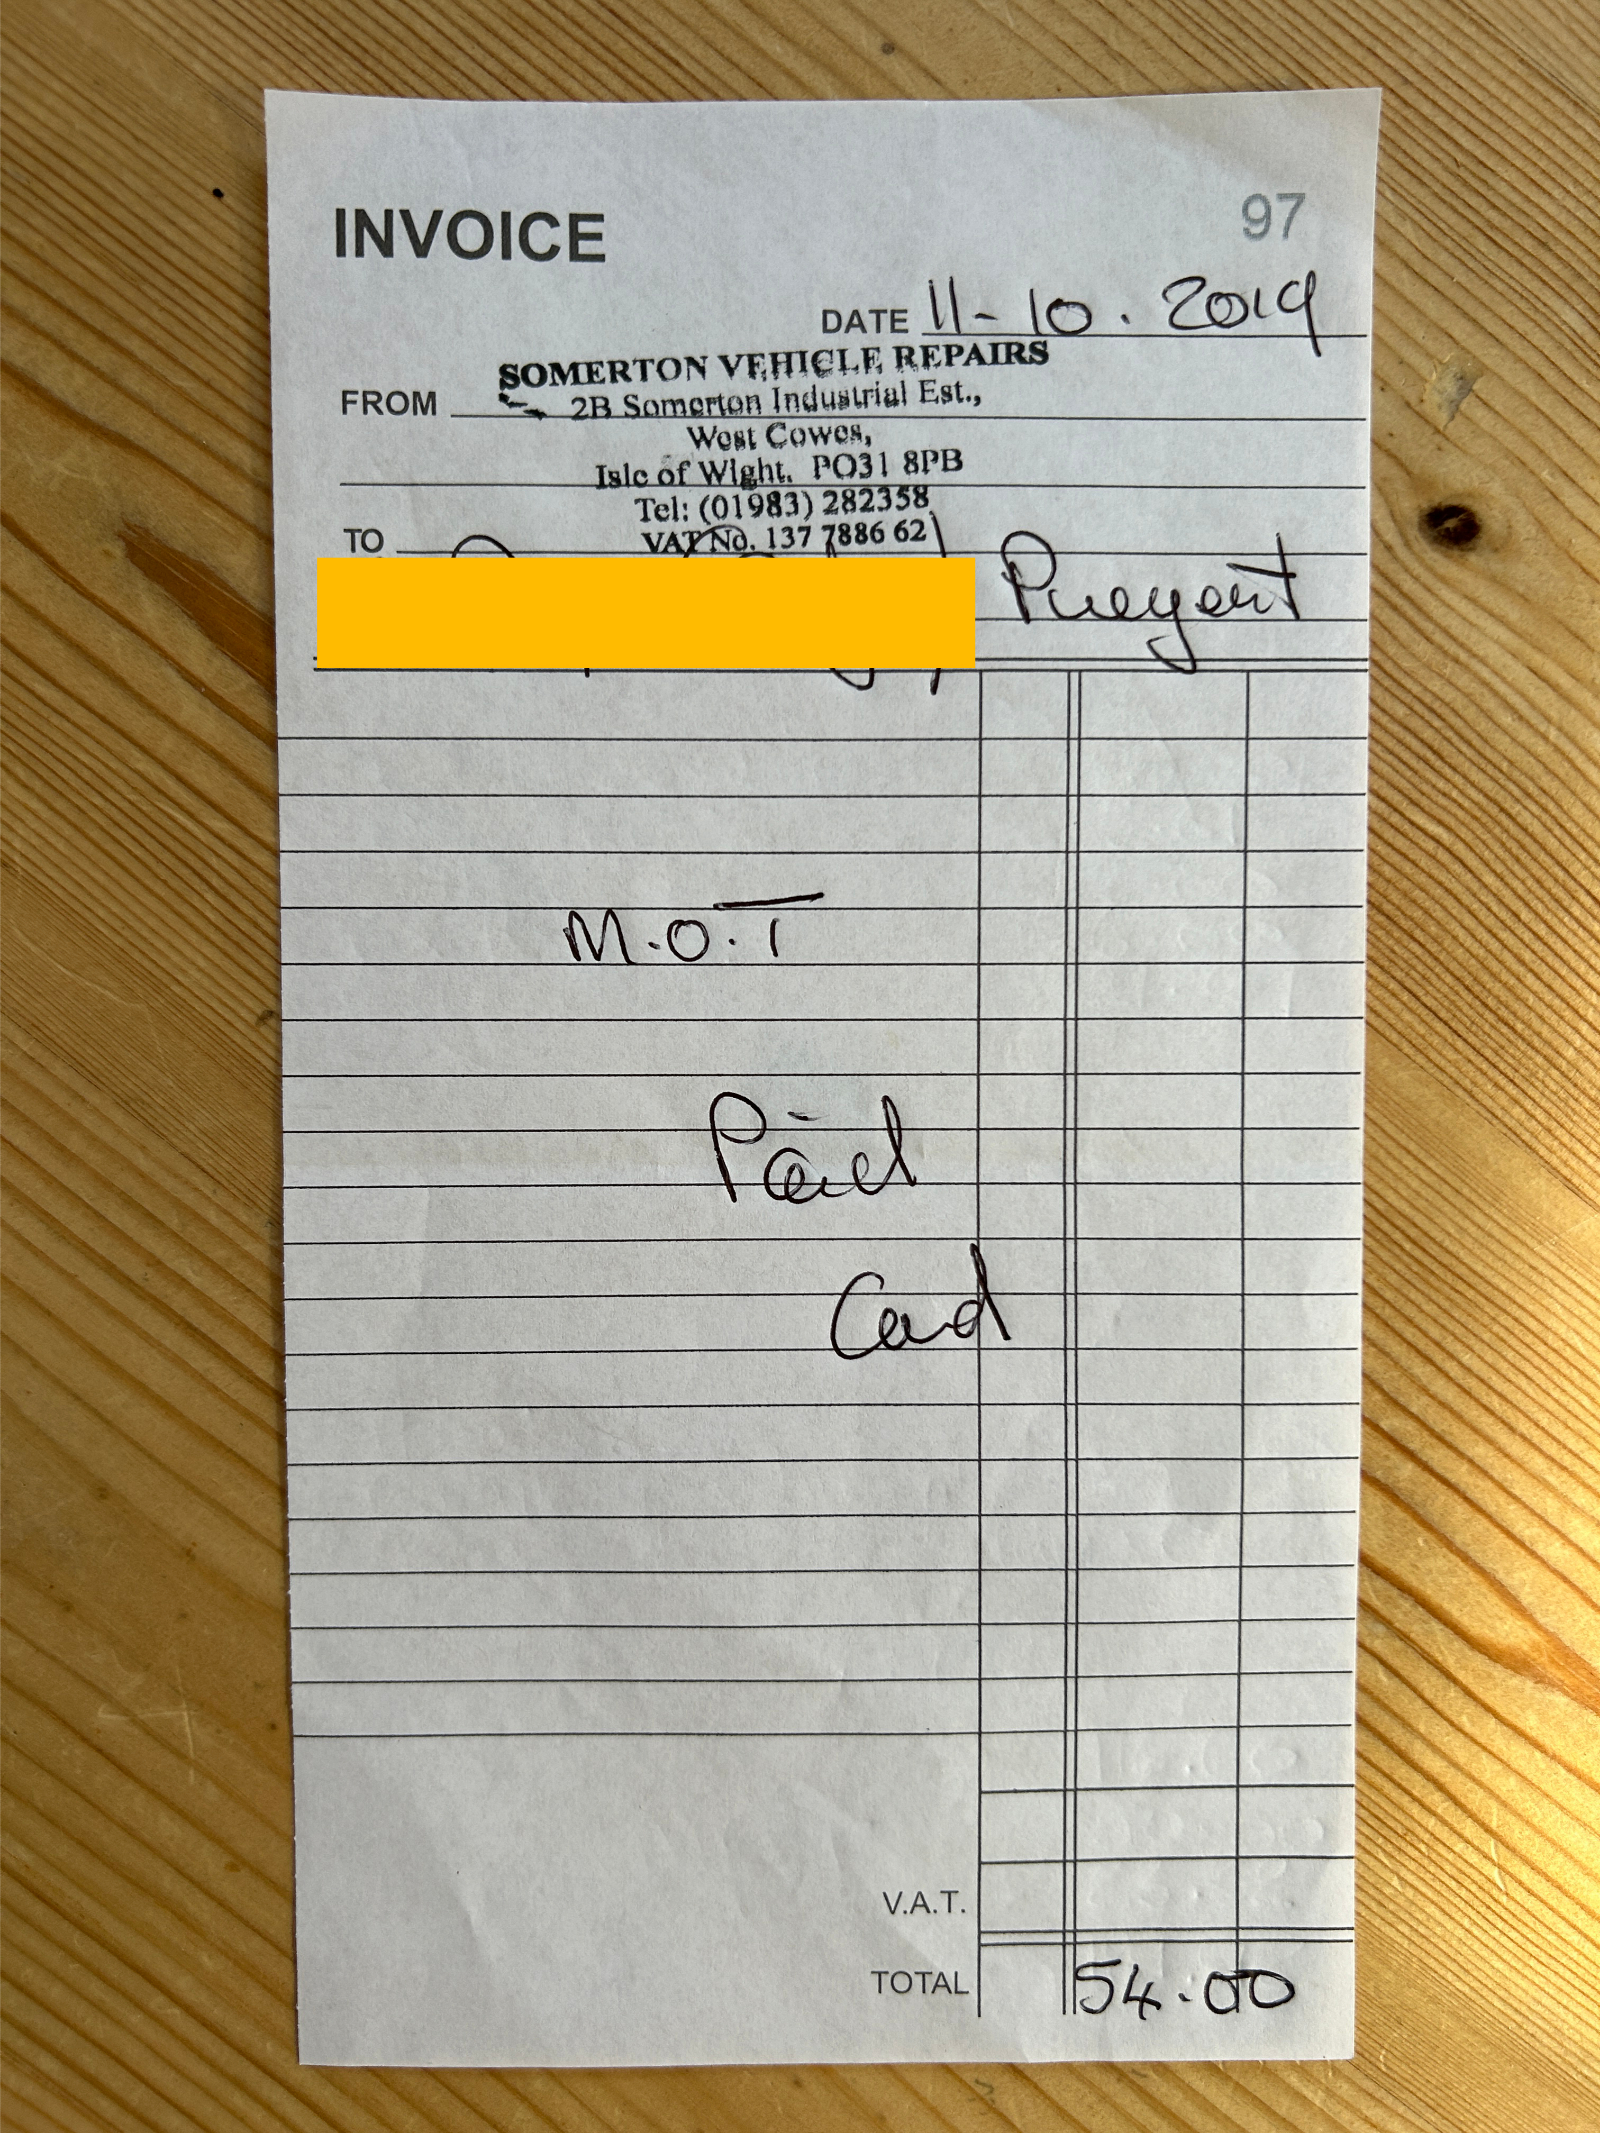 INVOICE
97
DATE 11-10.2019
SOMERTON VEHICLE REPAIRS
FROM 2B Somerton Industrial Est.,
West Cowes,
Isle of Wight. PO31 8PB
Tel: (01983) 282358
TO VAT No. 137 7886 62
M.O.T
Paid
Card
V.A.T.
TOTAL 54.00